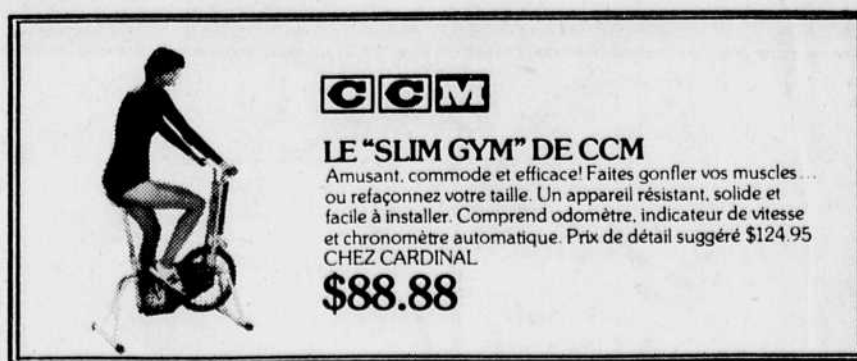 CCM
LE “SLIM GYM” DE CCM
Amusant, commode et efficace! Faites gonfler vos muscles...
ou refaçonnez votre taille. Un appareil résistant, solide et
facile à installer. Comprend odomètre, indicateur de vitesse
et chronomètre automatique. Prix de détail suggéré $124.95
CHEZ CARDINAL
$88.88